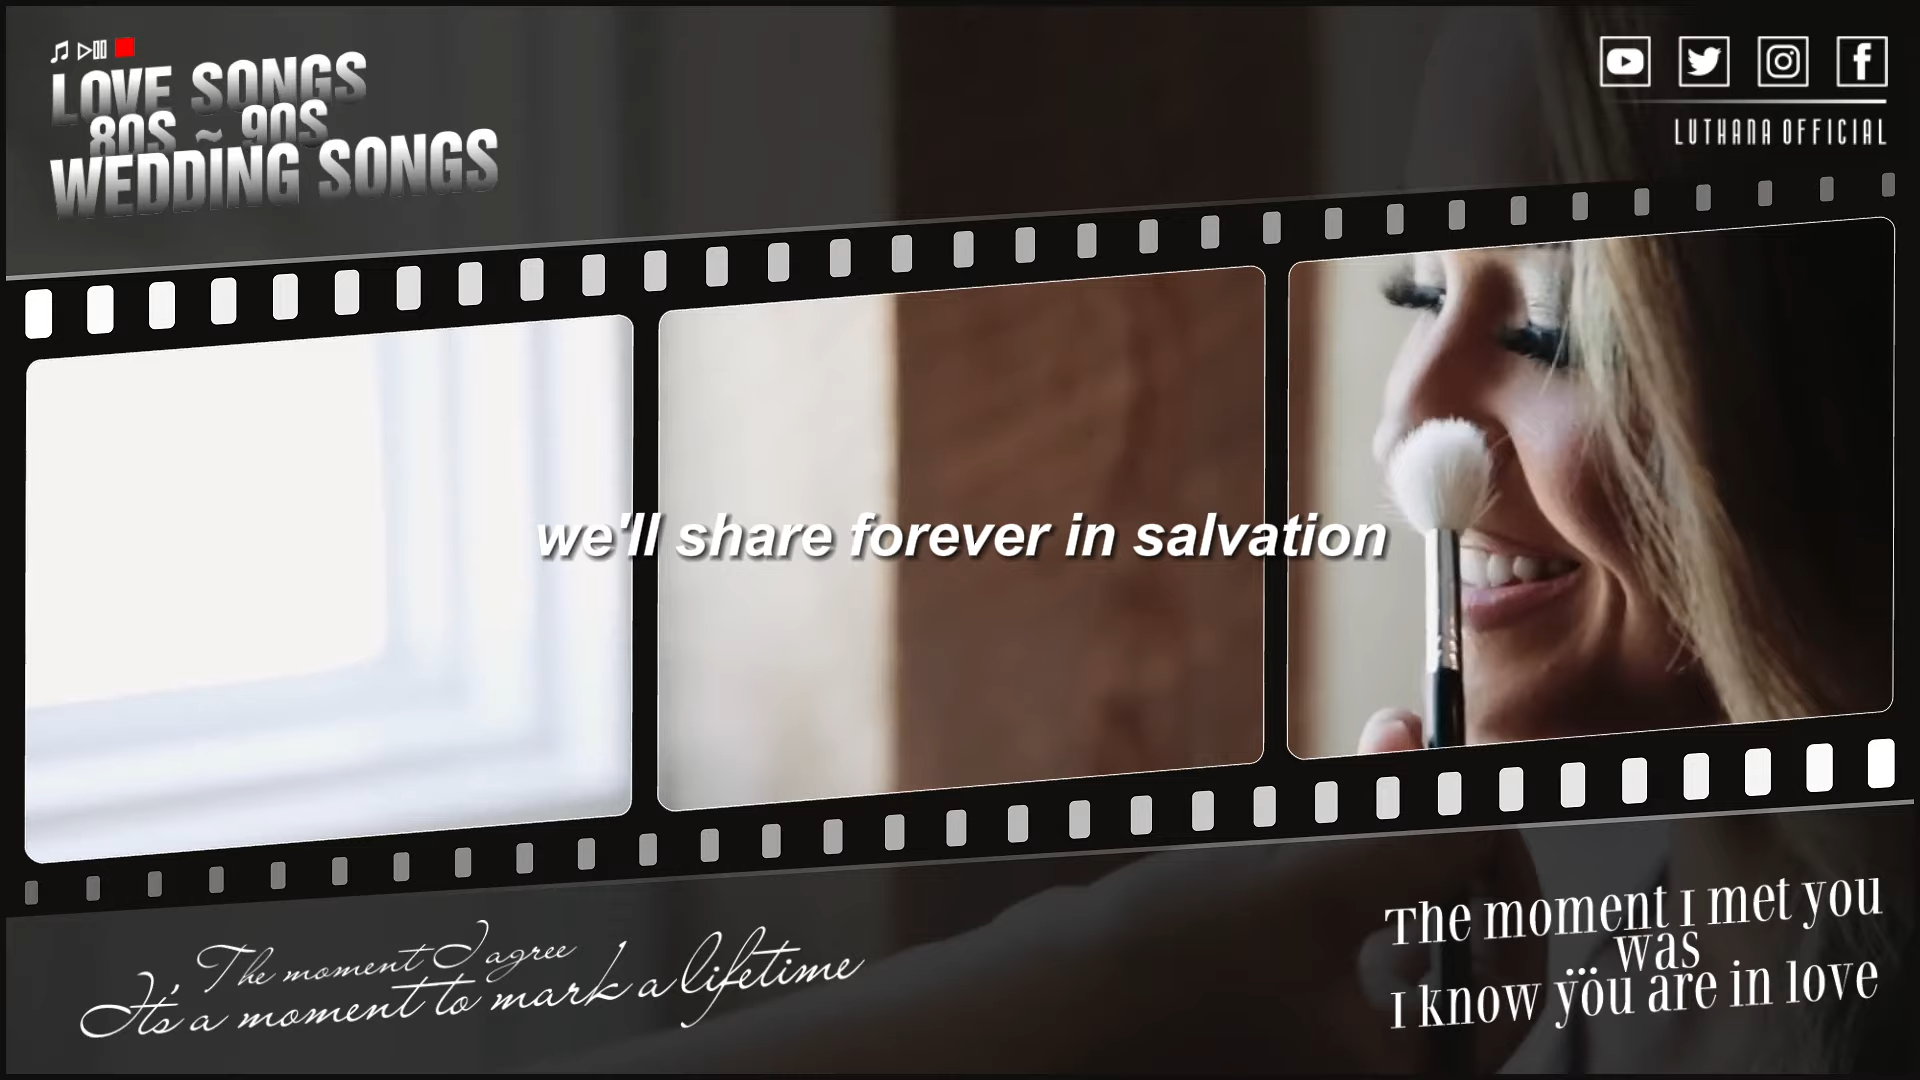 LOVE SONGS
80S ~ 90S
WEDDING SONGS
LUTHANA OFFICIAL
we'll share forever in salvation
The moment I agree
It's a moment to mark a lifetime
The moment I met you
was
I know you are in love